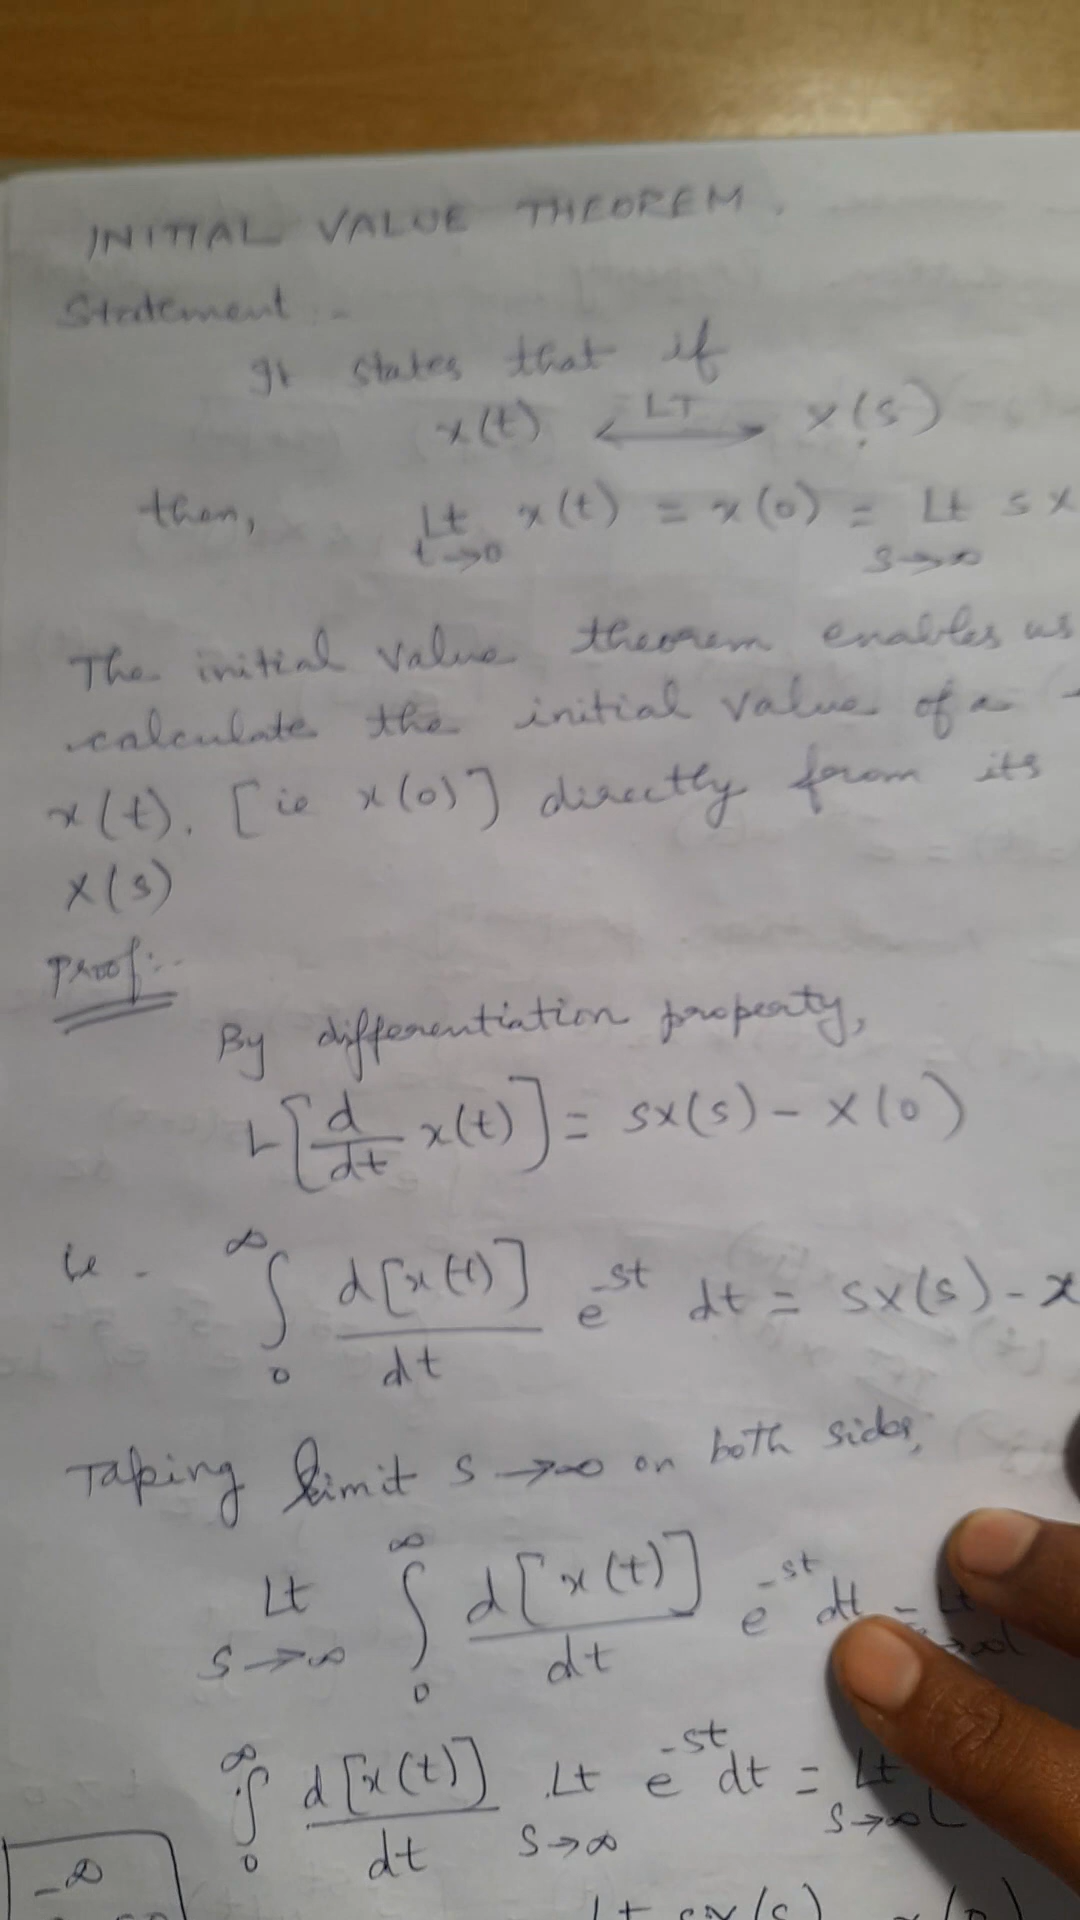 INITIAL VALUE THEOREM.
Statement :-
It states that if
x(t) <--LT--> X(s)
then, Lt x(t) = x(0) = Lt s X
t→0 s→∞
The initial value theorem enables us
calculate the initial value of a
x(t). [ie x(0)] directly from its
X(s)
Proof:-
By differentiation property,
L[d/dt x(t)] = sX(s) - X(0)
ie - ∞∫0 d[x(t)]/dt e^-st dt = sX(s) - x
Taking limit s→∞ on both sides,
Lt s→∞ ∞∫0 d[x(t)]/dt e^-st dt =
∞∫0 d[x(t)]/dt Lt s→∞ e^-st dt = Lt s→∞ [
-∞
Lt sX(s) x(0)